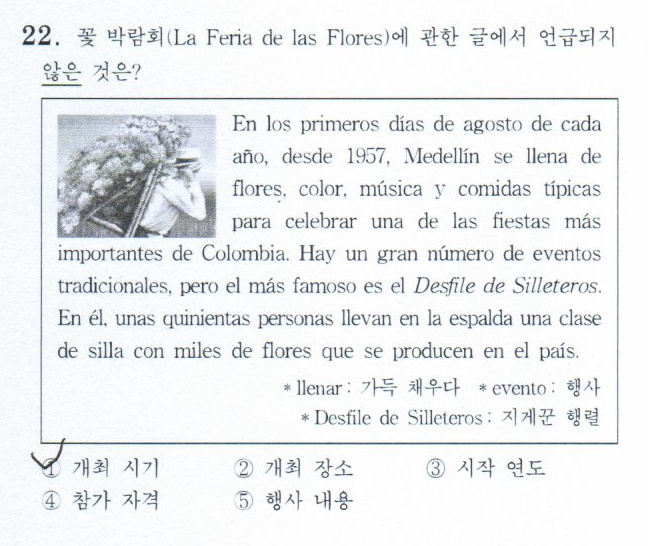 22. 꽃 박람회(La Feria de las Flores)에 관한 글에서 언급되지
않은 것은?
En los primeros días de agosto de cada
año, desde 1957, Medellín se llena de
flores, color, música y comidas típicas
para celebrar una de las fiestas más
importantes de Colombia. Hay un gran número de eventos
tradicionales, pero el más famoso es el Desfile de Silleteros.
En él, unas quinientas personas llevan en la espalda una clase
de silla con miles de flores que se producen en el país.
* llenar : 가득 채우다 * evento : 행사
* Desfile de Silleteros : 지게꾼 행렬
① 개최 시기 ② 개최 장소 ③ 시작 연도
④ 참가 자격 ⑤ 행사 내용